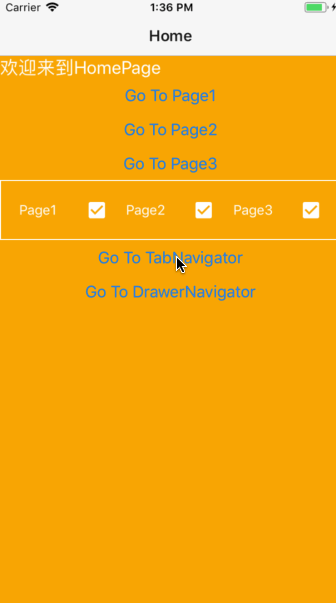 Carrier 1:36 PM
Home
欢迎来到HomePage
Go To Page1
Go To Page2
Go To Page3
Page1 Page2 Page3
Go To TabNavigator
Go To DrawerNavigator